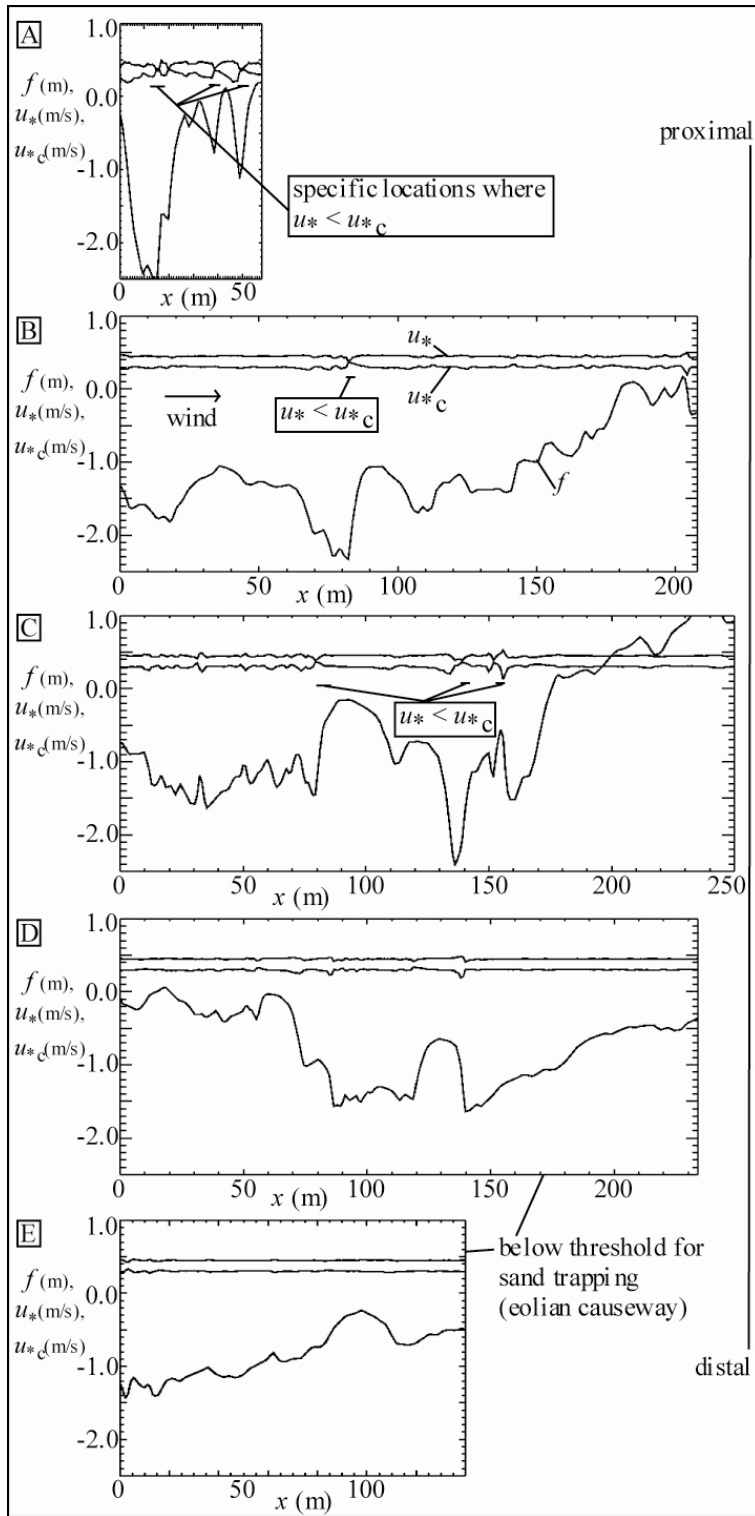 A
1.0
f (m),
0.0
u*(m/s),
u*c(m/s)
-1.0
-2.0
0 50
x (m)
specific locations where
u* < u*c
proximal
B
1.0
f (m),
0.0
u*(m/s),
u*c(m/s)
-1.0
-2.0
u*
wind
u* < u*c
u*c
f
0 50 100 150 200
x (m)
C
1.0
f (m),
0.0
u*(m/s),
u*c(m/s)
-1.0
-2.0
u* < u*c
0 50 100 150 200 250
x (m)
D
1.0
f (m),
0.0
u*(m/s),
u*c(m/s)
-1.0
-2.0
0 50 100 150 200
x (m)
E
1.0
f (m),
0.0
u*(m/s),
u*c(m/s)
-1.0
-2.0
0 50 100
x (m)
below threshold for
sand trapping
(eolian causeway)
distal